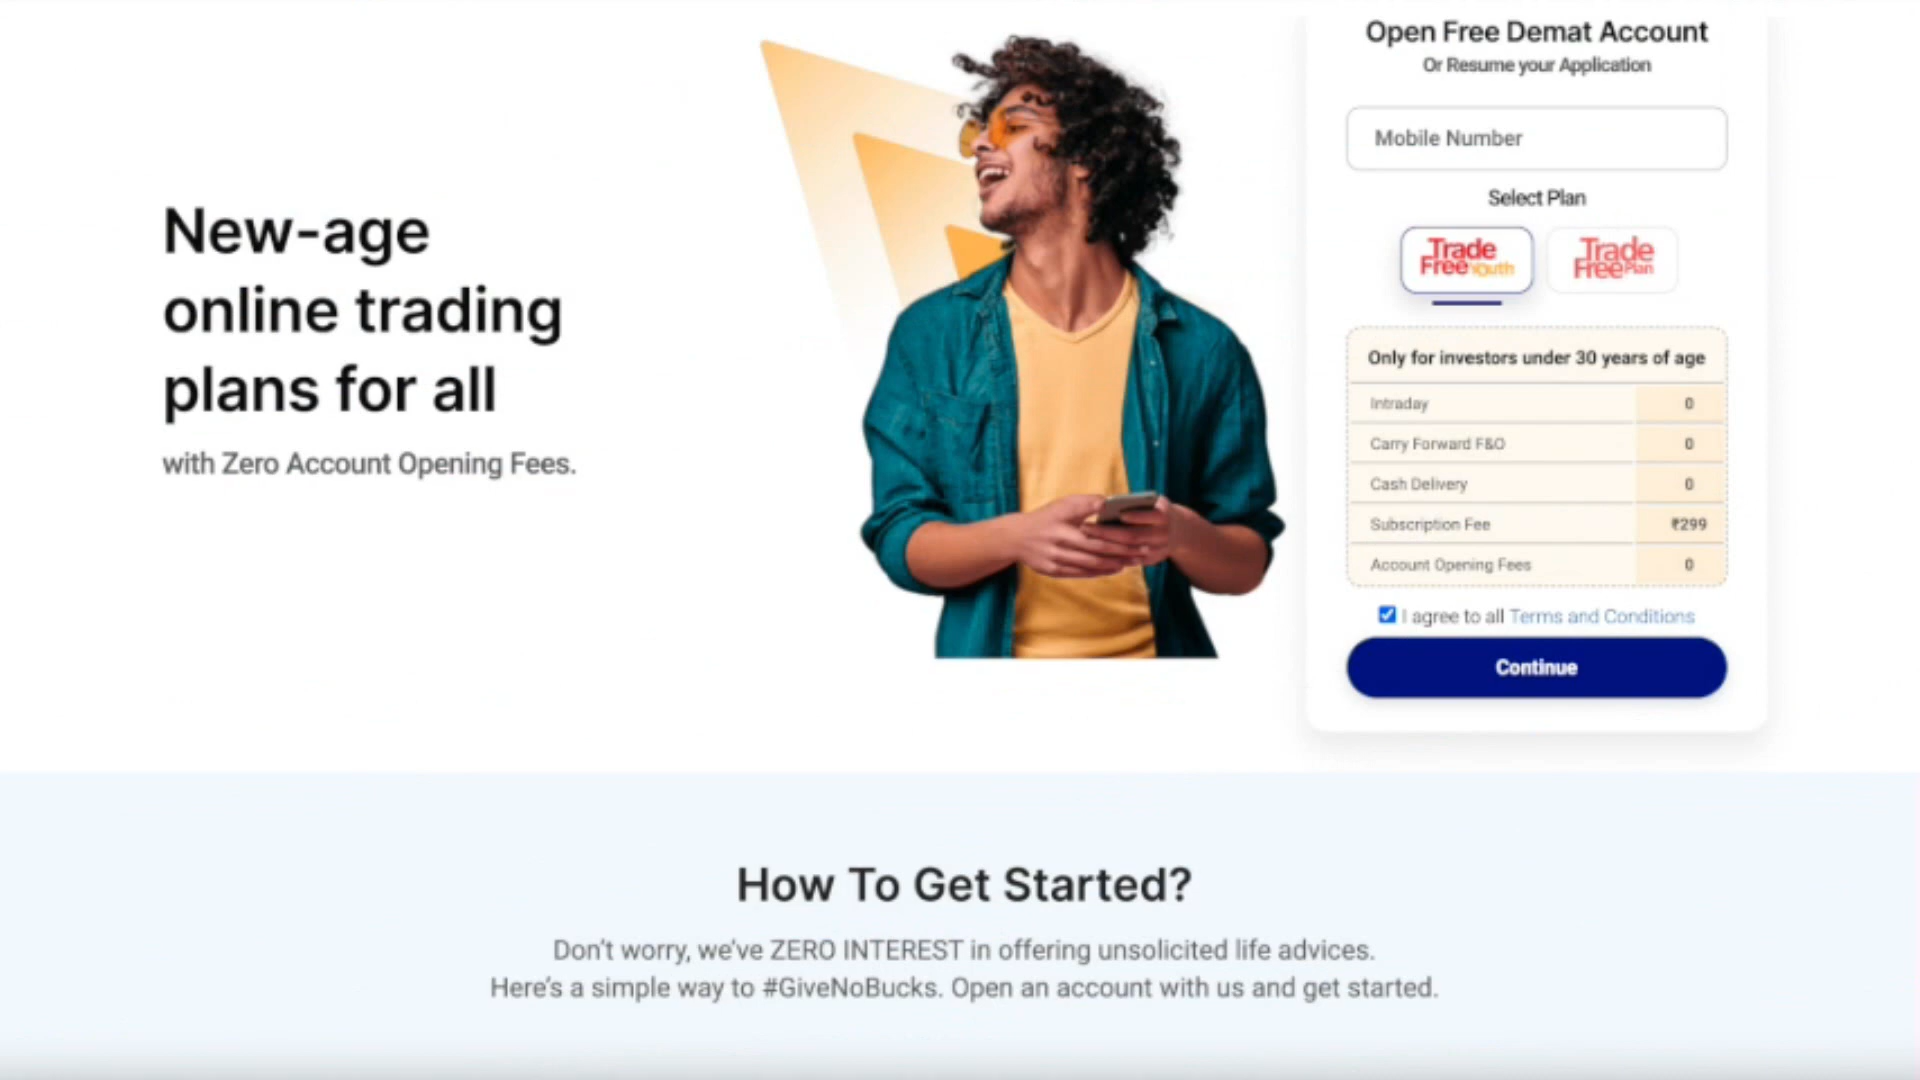 New-age
online trading
plans for all
with Zero Account Opening Fees.
Open Free Demat Account
Or Resume your Application
Mobile Number
Select Plan
Trade
Free Youth
Trade
Free Plan
Only for investors under 30 years of age
Intraday 0
Carry Forward F&O 0
Cash Delivery 0
Subscription Fee ₹299
Account Opening Fees 0
I agree to all Terms and Conditions
Continue
How To Get Started?
Don't worry, we've ZERO INTEREST in offering unsolicited life advices.
Here's a simple way to #GiveNoBucks. Open an account with us and get started.